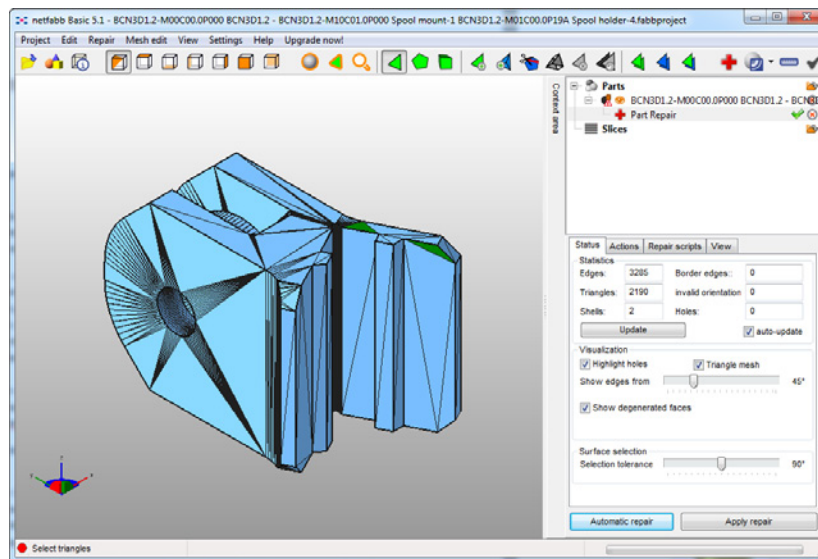 netfabb Basic 5.1 - BCN3D1.2-M00C00.0P000 BCN3D1.2 - BCN3D1.2-M10C01.0P000 Spool mount-1 BCN3D1.2-M01C00.0P19A Spool holder-4.fabbproject
Project Edit Repair Mesh edit View Settings Help Upgrade now!
Context area
Parts
BCN3D1.2-M00C00.0P000 BCN3D1.2 - BCN3D
Part Repair
Slices
Status Actions Repair scripts View
Statistics
Edges: 3285 Border edges:: 0
Triangles: 2190 invalid orientation 0
Shells: 2 Holes: 0
Update auto-update
Visualization
Highlight holes Triangle mesh
Show edges from 45°
Show degenerated faces
Surface selection
Selection tolerance 90°
Automatic repair Apply repair
Select triangles